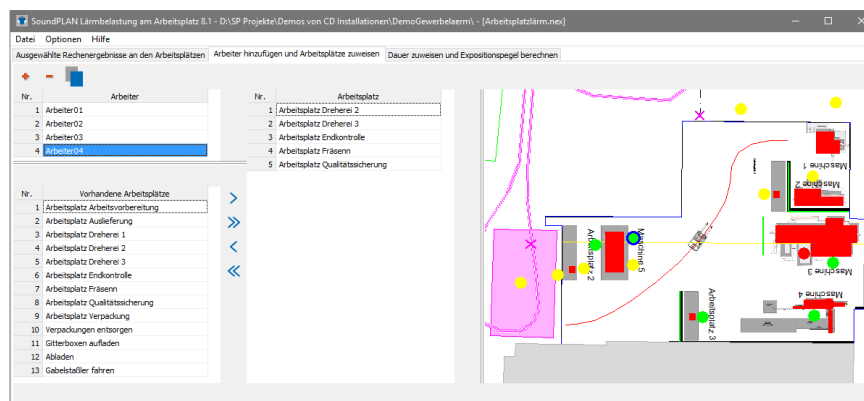 SoundPLAN Lärmbelastung am Arbeitsplatz 8.1 - D:\SP Projekte\Demos von CD Installationen\DemoGewerbelaerm\ - [Arbeitsplatzlärm.nex]
Datei Optionen Hilfe
Ausgewählte Rechenergebnisse an den Arbeitsplätzen Arbeiter hinzufügen und Arbeitsplätze zuweisen Dauer zuweisen und Expositionspegel berechnen
Nr. Arbeiter
1 Arbeiter01
2 Arbeiter02
3 Arbeiter03
4 Arbeiter04
Nr. Arbeitsplatz
1 Arbeitsplatz Dreherei 2
2 Arbeitsplatz Dreherei 3
3 Arbeitsplatz Endkontrolle
4 Arbeitsplatz Fräsenn
5 Arbeitsplatz Qualitätssicherung
Nr. Vorhandene Arbeitsplätze
1 Arbeitsplatz Arbeitsvorbereitung
2 Arbeitsplatz Auslieferung
3 Arbeitsplatz Dreherei 1
4 Arbeitsplatz Dreherei 2
5 Arbeitsplatz Dreherei 3
6 Arbeitsplatz Endkontrolle
7 Arbeitsplatz Fräsenn
8 Arbeitsplatz Qualitätssicherung
9 Arbeitsplatz Verpackung
10 Verpackungen entsorgen
11 Gitterboxen aufladen
12 Abladen
13 Gabelstaßler fahren
Maschine 1
Maschine 2
Maschine 3
Maschine 4
Maschine 5
Arbeitsplatz 2
Arbeitsplatz 3